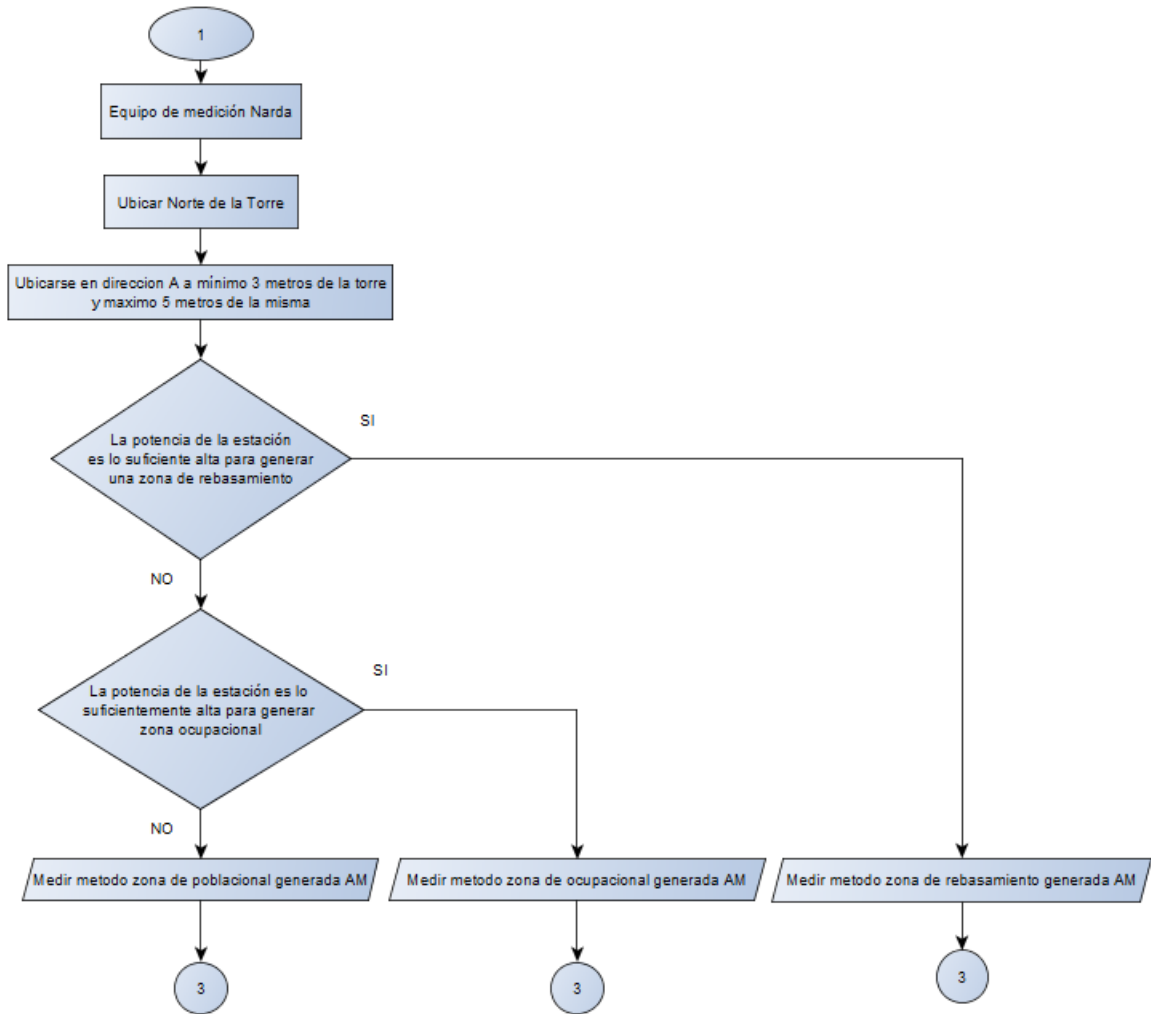 1
Equipo de medición Narda
Ubicar Norte de la Torre
Ubicarse en direccion A a mínimo 3 metros de la torre
y maximo 5 metros de la misma
La potencia de la estación
es lo suficiente alta para generar
una zona de rebasamiento
SI
NO
La potencia de la estación es lo
suficientemente alta para generar
zona ocupacional
SI
NO
Medir metodo zona de poblacional generada AM
Medir metodo zona de ocupacional generada AM
Medir metodo zona de rebasamiento generada AM
3
3
3